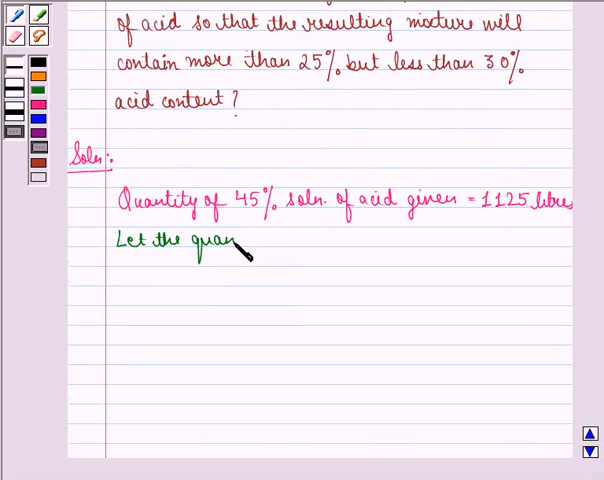 of acid so that the resulting mixture will
contain more than 25% but less than 30%
acid content?
Soln:
Quantity of 45% soln. of acid given = 1125 litres
Let the quan